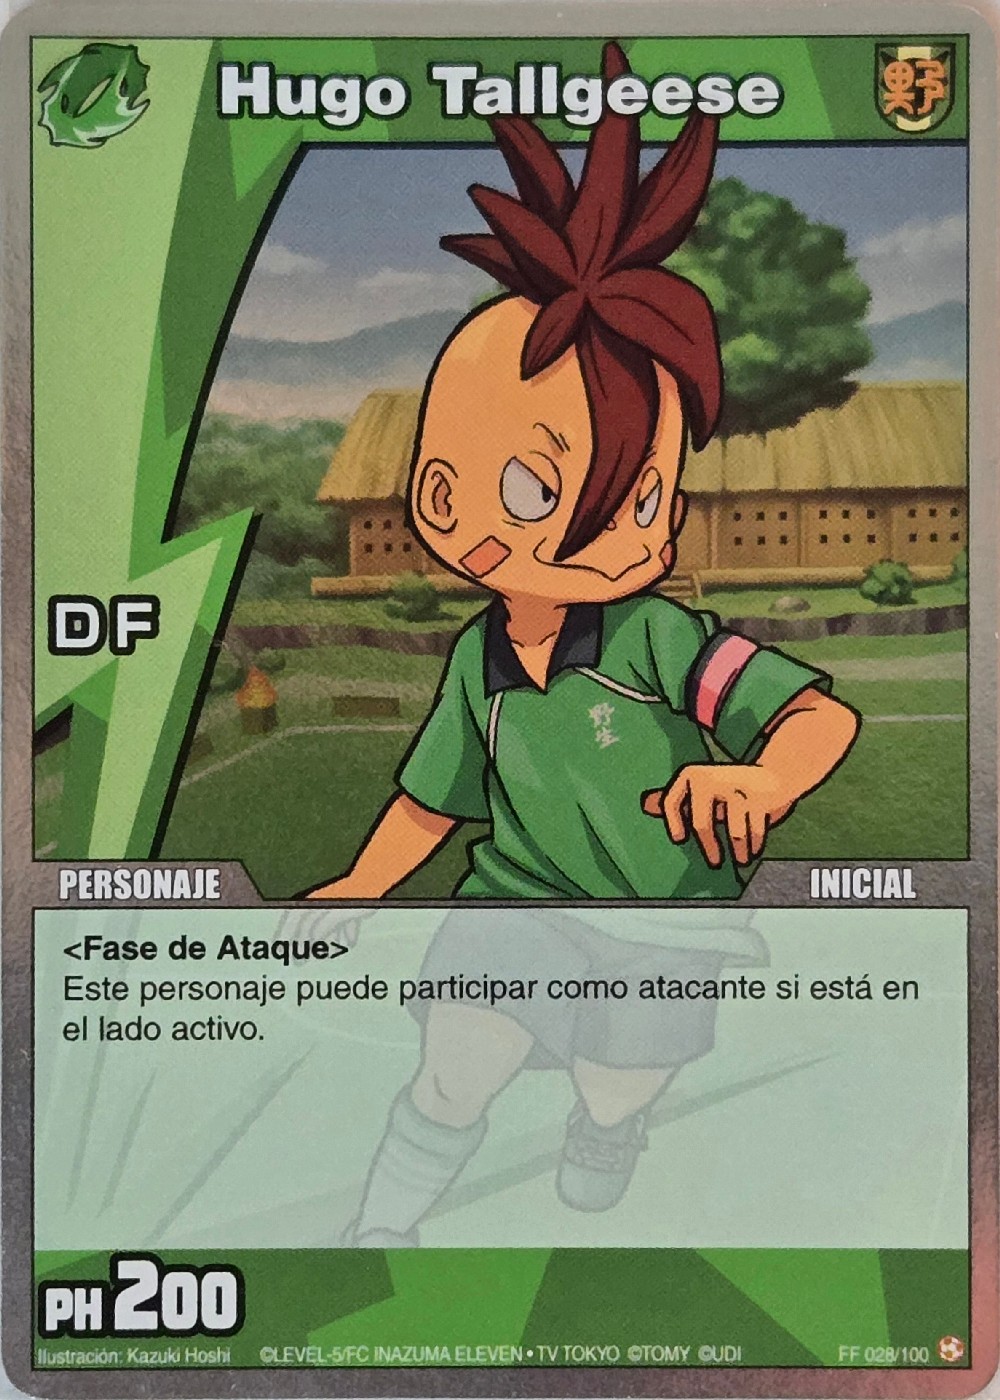 Hugo Tallgeese
野
野生
DF
PERSONAJE
INICIAL
<Fase de Ataque>
Este personaje puede participar como atacante si está en
el lado activo.
PH 200
Ilustración: Kazuki Hoshi ©LEVEL-5/FC INAZUMA ELEVEN • TV TOKYO ©TOMY ©UDI FF 028/100